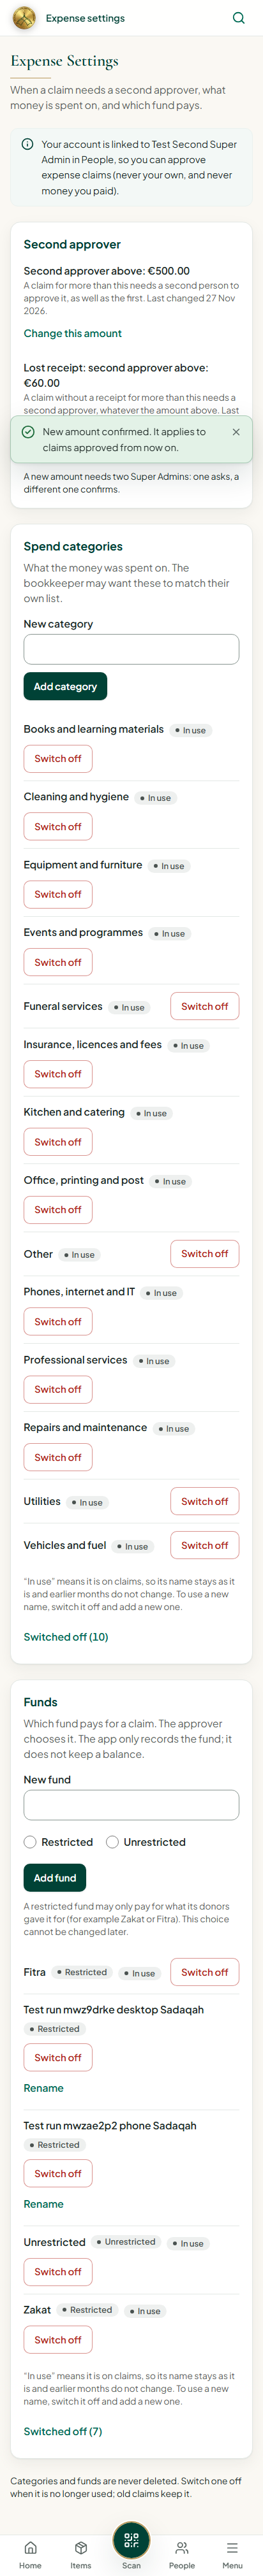 Expense settings
Expense Settings
When a claim needs a second approver, what
money is spent on, and which fund pays.
Your account is linked to Test Second Super
Admin in People, so you can approve
expense claims (never your own, and never
money you paid).
Second approver
Second approver above: €500.00
A claim for more than this needs a second person to
approve it, as well as the first. Last changed 27 Nov
2026.
Change this amount
Lost receipt: second approver above:
€60.00
A claim without a receipt for more than this needs a
second approver, whatever the amount above. Last
New amount confirmed. It applies to
claims approved from now on.
A new amount needs two Super Admins: one asks, a
different one confirms.
Spend categories
What the money was spent on. The
bookkeeper may want these to match their
own list.
New category
Add category
Books and learning materials In use
Switch off
Cleaning and hygiene In use
Switch off
Equipment and furniture In use
Switch off
Events and programmes In use
Switch off
Funeral services In use Switch off
Insurance, licences and fees In use
Switch off
Kitchen and catering In use
Switch off
Office, printing and post In use
Switch off
Other In use Switch off
Phones, internet and IT In use
Switch off
Professional services In use
Switch off
Repairs and maintenance In use
Switch off
Utilities In use Switch off
Vehicles and fuel In use Switch off
"In use" means it is on claims, so its name stays as it
is and earlier months do not change. To use a new
name, switch it off and add a new one.
Switched off (10)
Funds
Which fund pays for a claim. The approver
chooses it. The app only records the fund; it
does not keep a balance.
New fund
Restricted Unrestricted
Add fund
A restricted fund may only pay for what its donors
gave it for (for example Zakat or Fitra). This choice
cannot be changed later.
Fitra Restricted In use Switch off
Test run mwz9drke desktop Sadaqah
Restricted
Switch off
Rename
Test run mwzae2p2 phone Sadaqah
Restricted
Switch off
Rename
Unrestricted Unrestricted In use
Switch off
Zakat Restricted In use
Switch off
"In use" means it is on claims, so its name stays as it
is and earlier months do not change. To use a new
name, switch it off and add a new one.
Switched off (7)
Categories and funds are never deleted. Switch one off
when it is no longer used; old claims keep it.
Home Items Scan People Menu